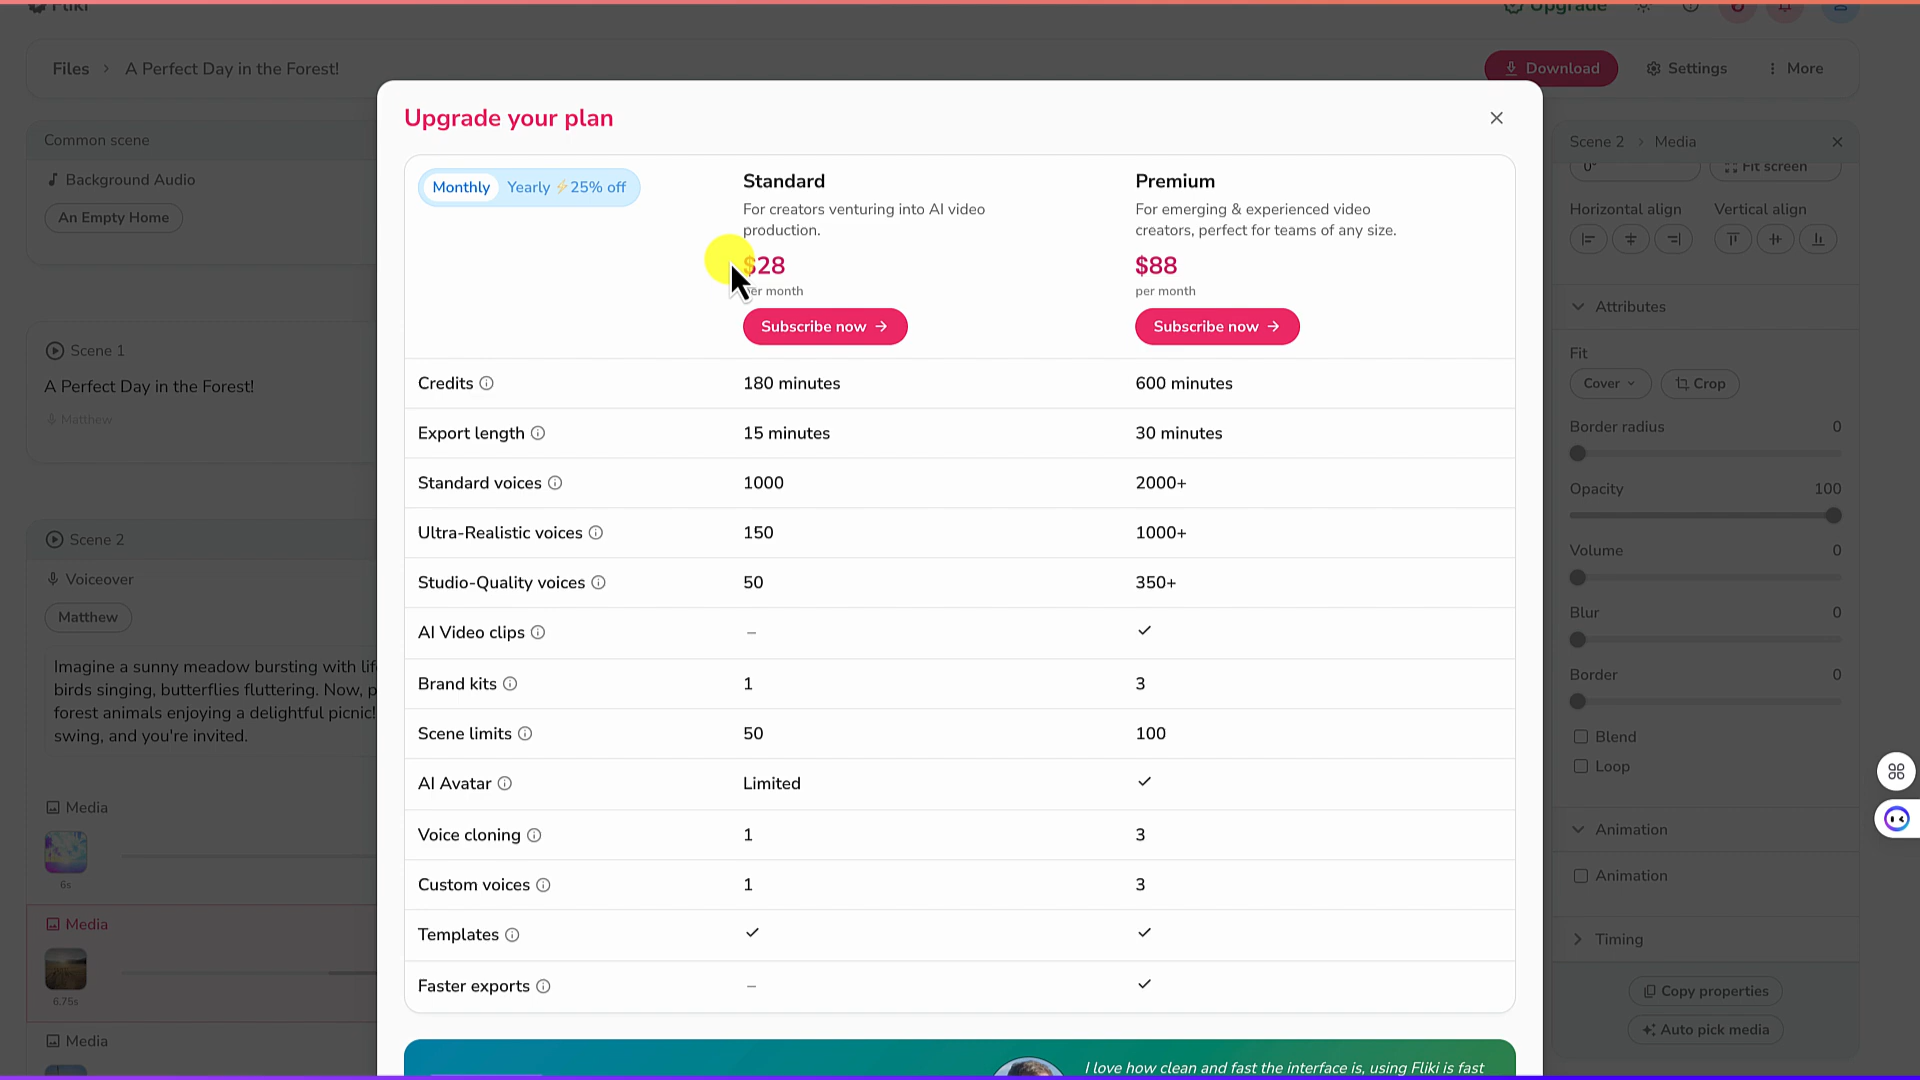 Fliki
Upgrade
Files
A Perfect Day in the Forest!
Download
Settings
More
Common scene
Background Audio
An Empty Home
Scene 1
A Perfect Day in the Forest!
Matthew
Scene 2
Voiceover
Matthew
Imagine a sunny meadow bursting with lif
birds singing, butterflies fluttering. Now, p
forest animals enjoying a delightful picnic!
swing, and you're invited.
Media
6s
Media
6.75s
Media
Upgrade your plan
Monthly
Yearly ⚡25% off
Standard
For creators venturing into AI video
production.
$28
per month
Subscribe now →
Premium
For emerging & experienced video
creators, perfect for teams of any size.
$88
per month
Subscribe now →
Credits 180 minutes 600 minutes
Export length 15 minutes 30 minutes
Standard voices 1000 2000+
Ultra-Realistic voices 150 1000+
Studio-Quality voices 50 350+
AI Video clips – ✓
Brand kits 1 3
Scene limits 50 100
AI Avatar Limited ✓
Voice cloning 1 3
Custom voices 1 3
Templates ✓ ✓
Faster exports – ✓
I love how clean and fast the interface is, using Fliki is fast
Scene 2 > Media
0°
Fit screen
Horizontal align
Vertical align
Attributes
Fit
Cover
Crop
Border radius 0
Opacity 100
Volume 0
Blur 0
Border 0
Blend
Loop
Animation
Animation
Timing
Copy properties
Auto pick media